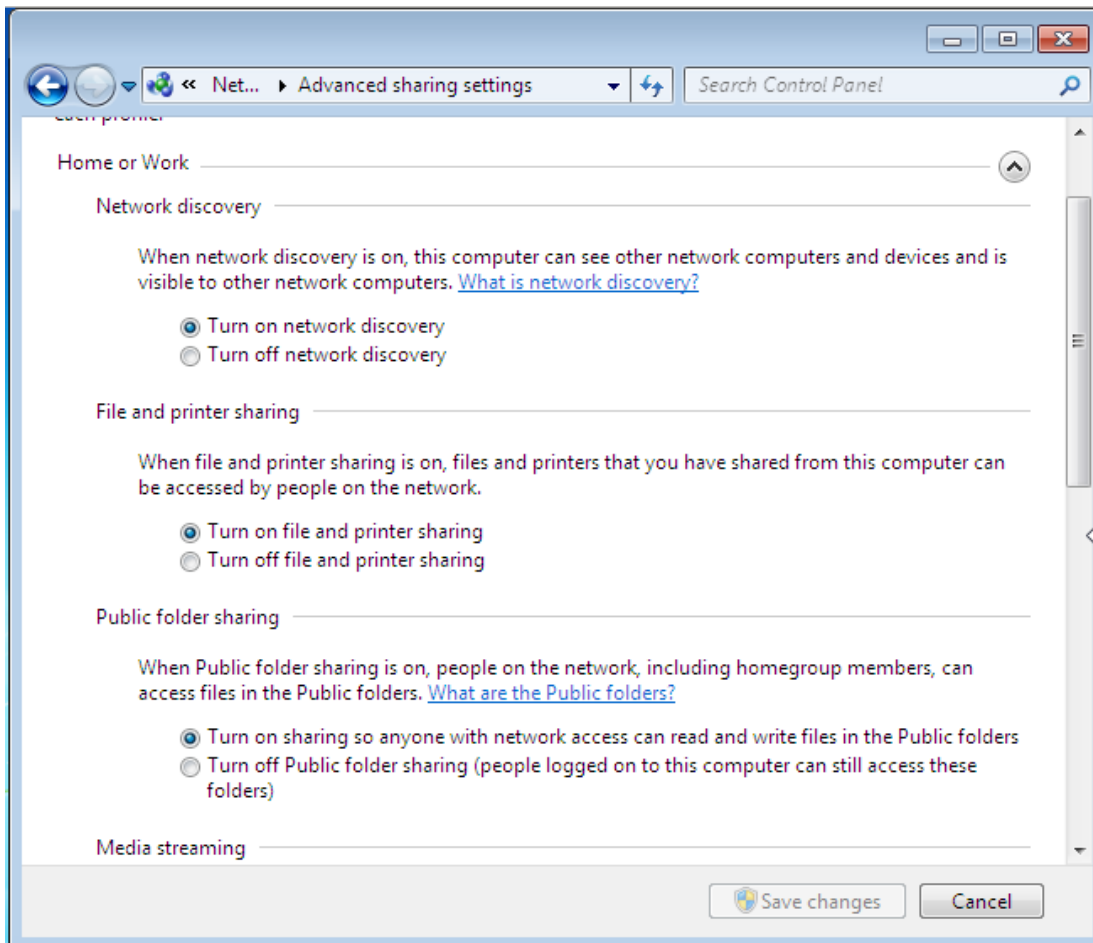 « Net... ▸ Advanced sharing settings
Search Control Panel
each profile.
Home or Work
Network discovery
When network discovery is on, this computer can see other network computers and devices and is
visible to other network computers. What is network discovery?
Turn on network discovery
Turn off network discovery
File and printer sharing
When file and printer sharing is on, files and printers that you have shared from this computer can
be accessed by people on the network.
Turn on file and printer sharing
Turn off file and printer sharing
Public folder sharing
When Public folder sharing is on, people on the network, including homegroup members, can
access files in the Public folders. What are the Public folders?
Turn on sharing so anyone with network access can read and write files in the Public folders
Turn off Public folder sharing (people logged on to this computer can still access these
folders)
Media streaming
Save changes
Cancel